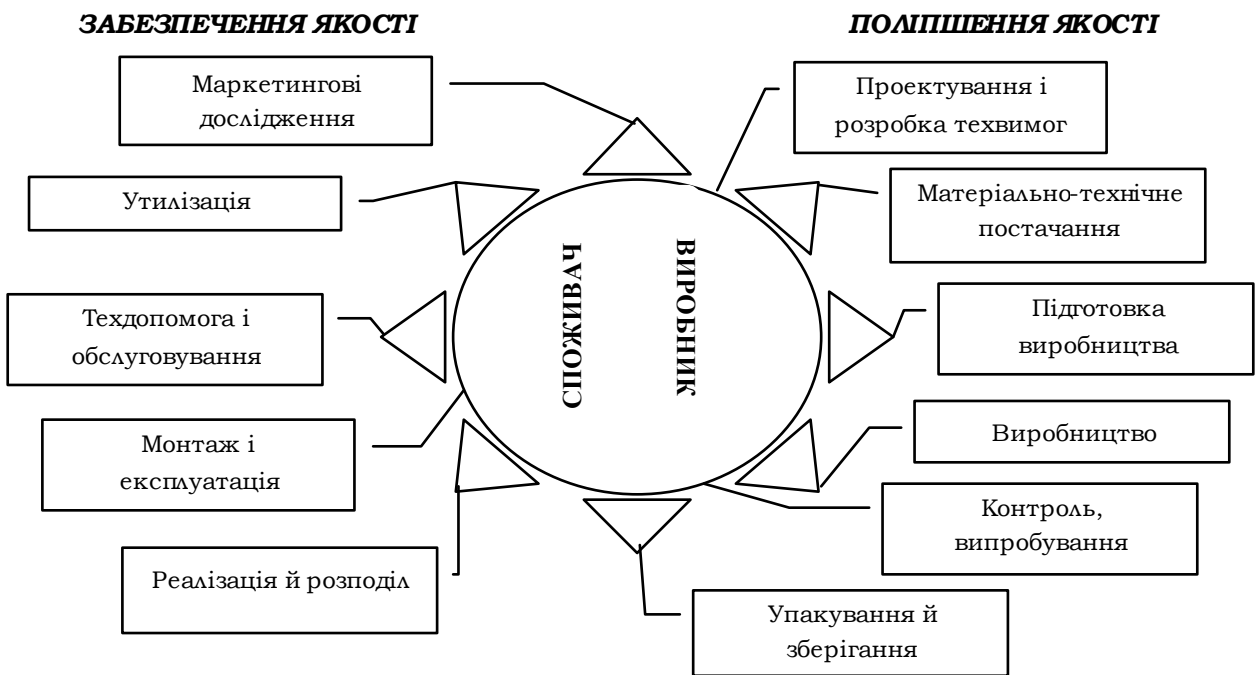 ЗАБЕЗПЕЧЕННЯ ЯКОСТІ
ПОЛІПШЕННЯ ЯКОСТІ
Маркетингові
дослідження
Проектування і
розробка техвимог
Утилізація
Матеріально-технічне
постачання
СПОЖИВАЧ
ВИРОБНИК
Техдопомога і
обслуговування
Підготовка
виробництва
Монтаж і
експлуатація
Виробництво
Контроль,
випробування
Реалізація й розподіл
Упакування й
зберігання